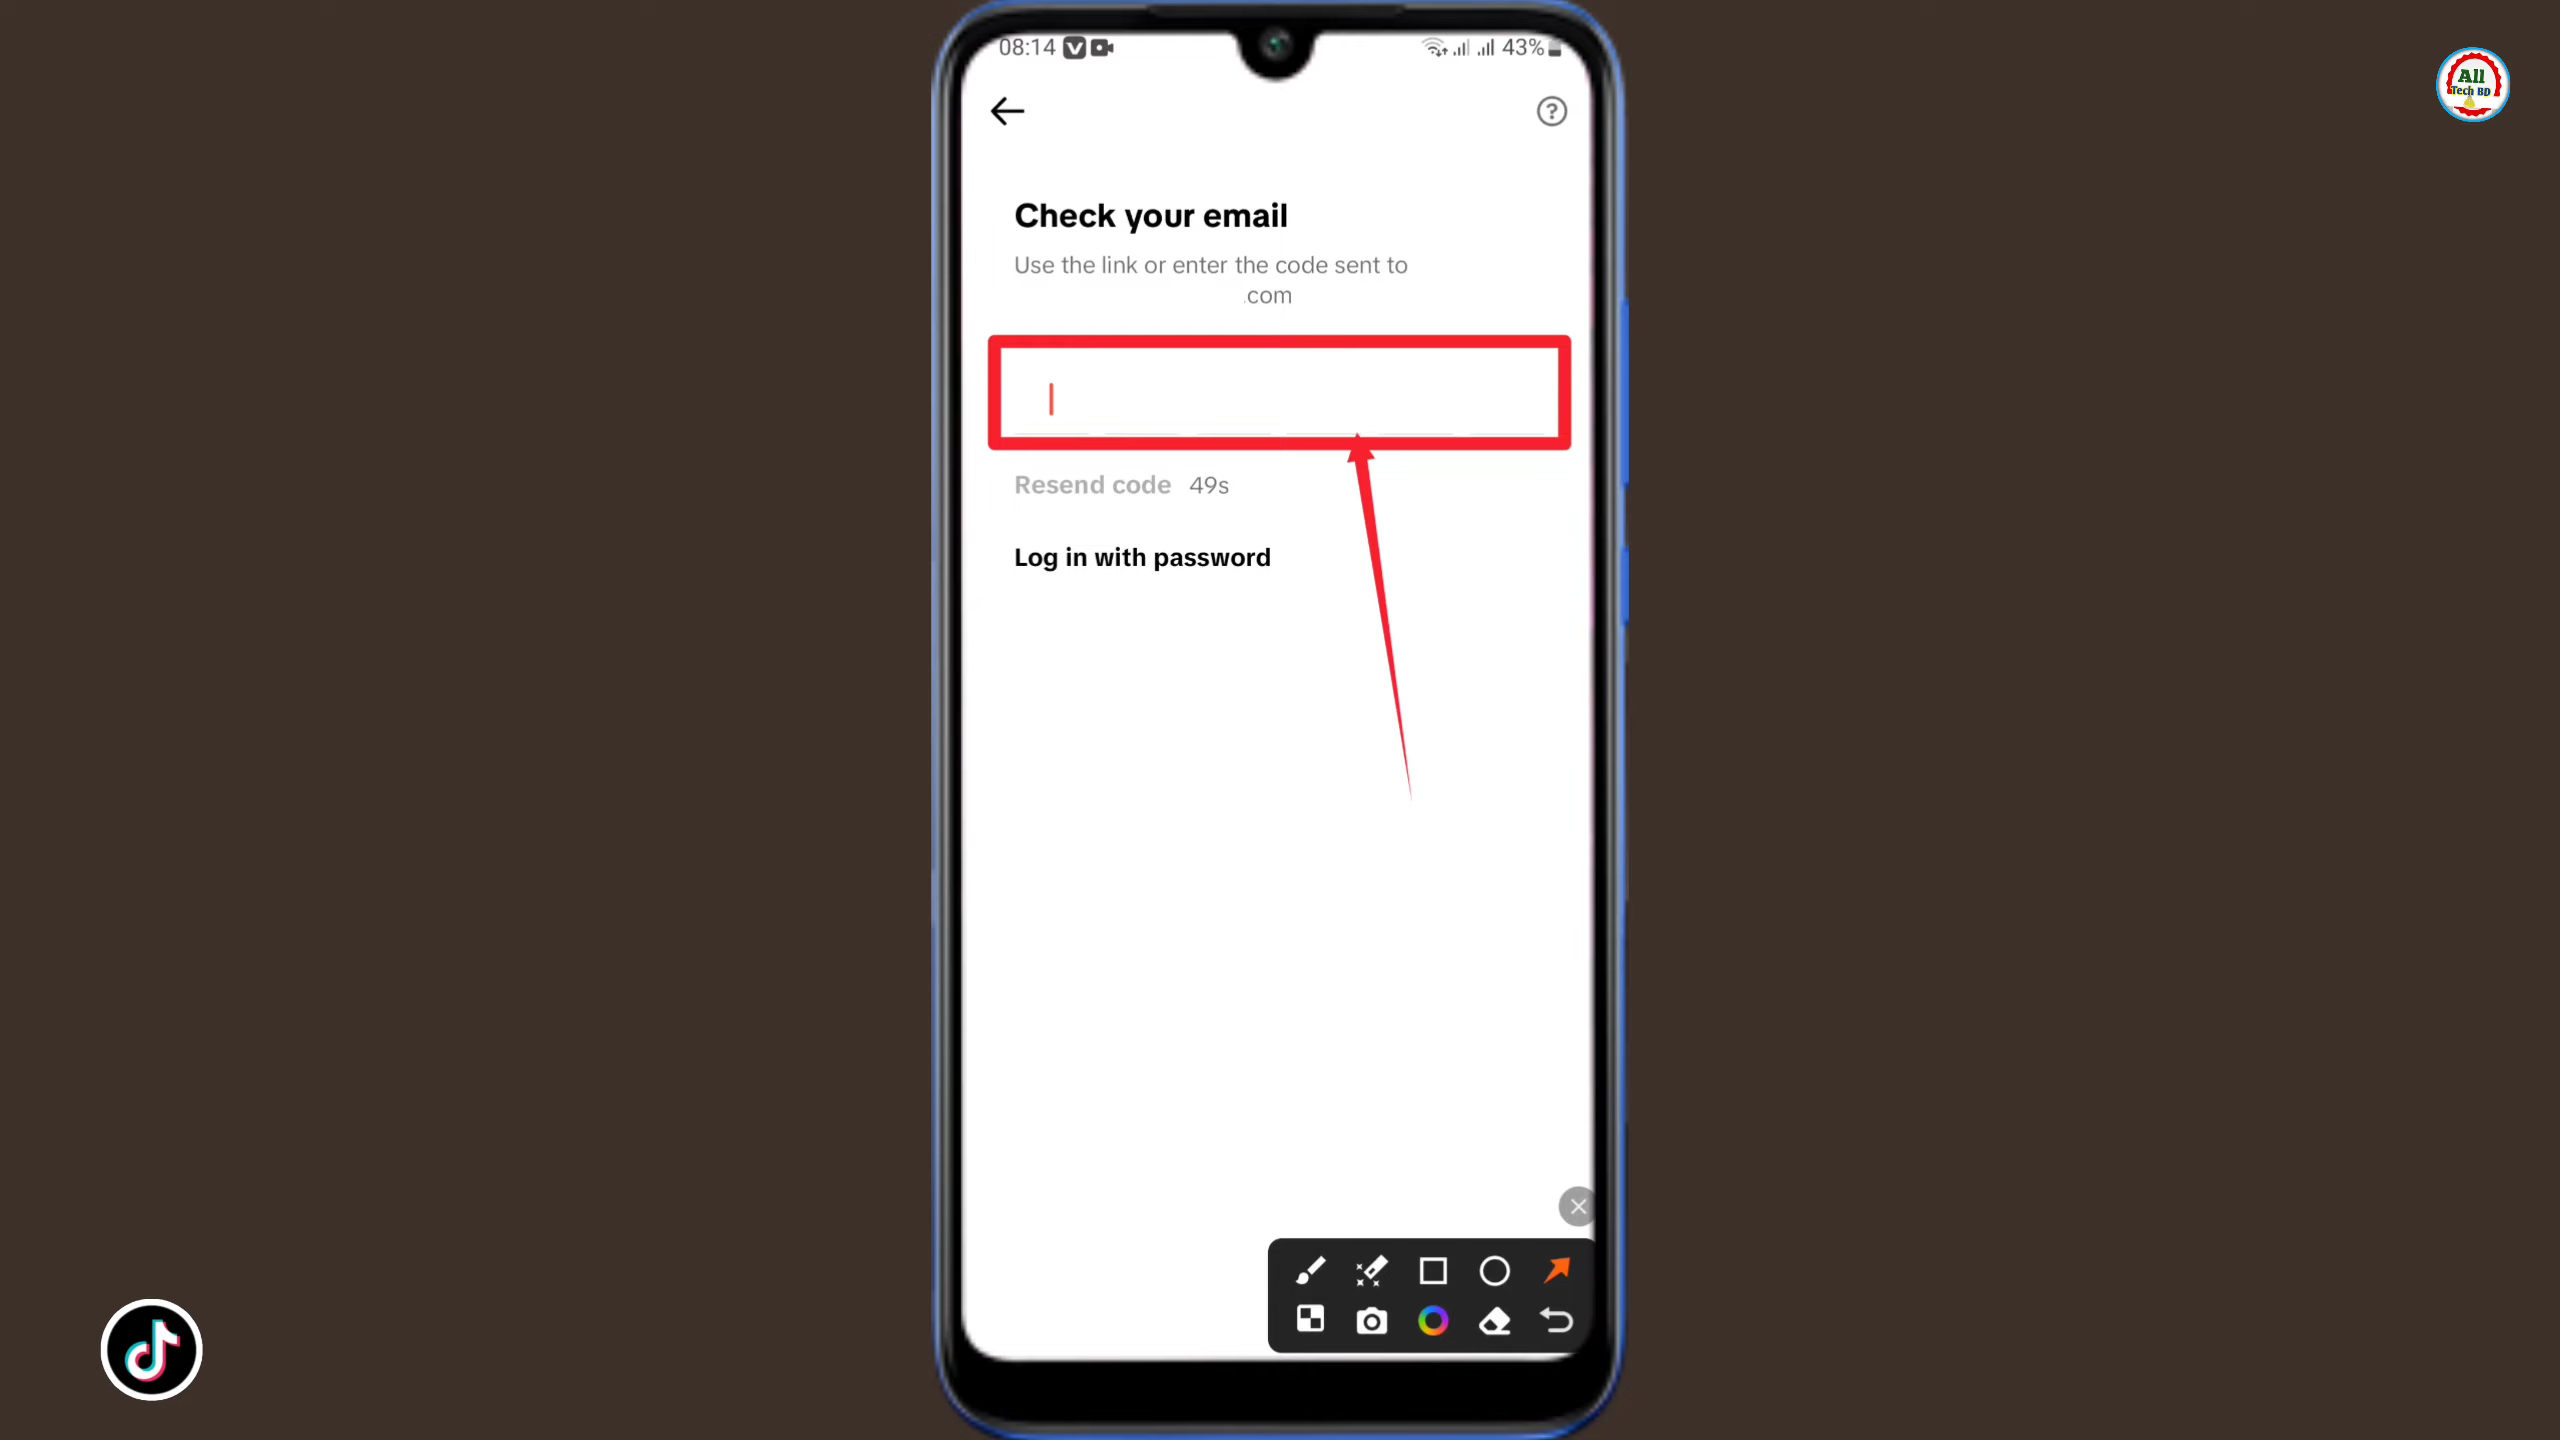 08:14
43%
All
Tech BD
Check your email
Use the link or enter the code sent to
.com
Resend code 49s
Log in with password